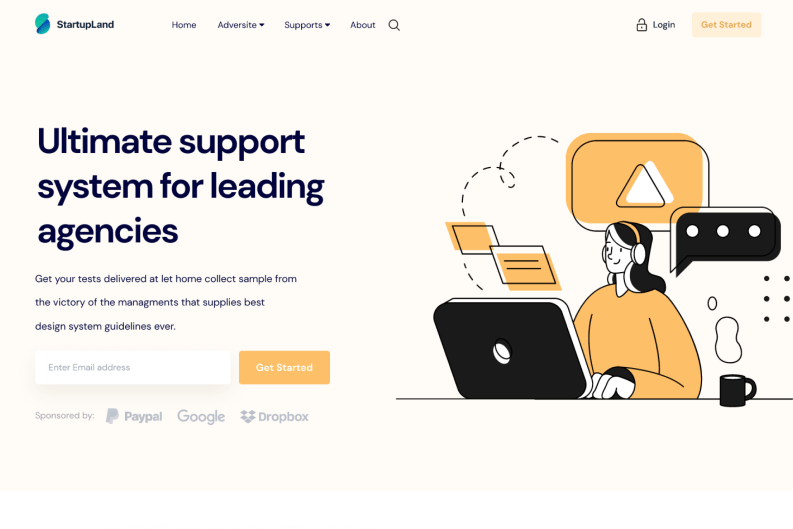 StartupLand
Home
Adversite
Supports
About
Login
Get Started
Ultimate support
system for leading
agencies
Get your tests delivered at let home collect sample from
the victory of the managments that supplies best
design system guidelines ever.
Enter Email address
Get Started
Sponsored by:
Paypal
Google
Dropbox